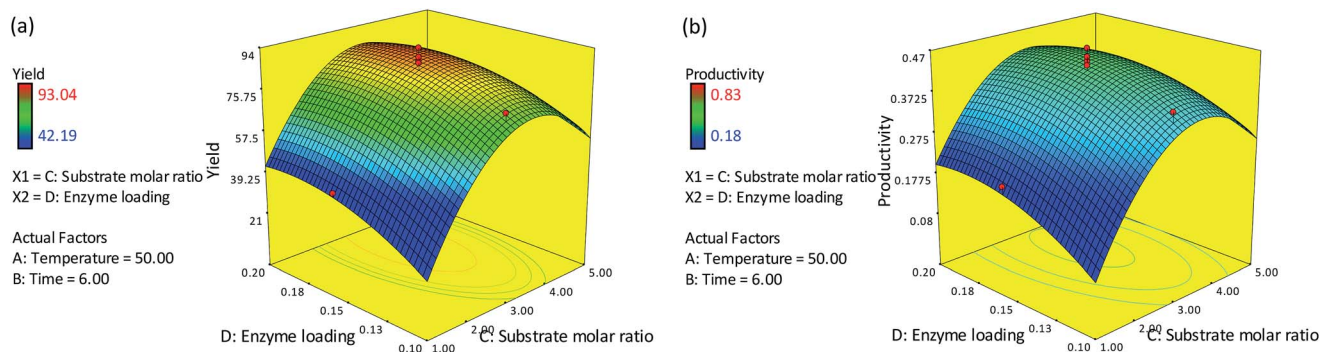 (a)
Yield
93.04
42.19
X1 = C: Substrate molar ratio
X2 = D: Enzyme loading
Actual Factors
A: Temperature = 50.00
B: Time = 6.00
94
75.75
57.5
39.25
21
Yield
0.20
0.18
0.15
0.13
0.10
D: Enzyme loading
1.00
2.00
3.00
4.00
5.00
C: Substrate molar ratio
(b)
Productivity
0.83
0.18
X1 = C: Substrate molar ratio
X2 = D: Enzyme loading
Actual Factors
A: Temperature = 50.00
B: Time = 6.00
0.47
0.3725
0.275
0.1775
0.08
Productivity
0.20
0.18
0.15
0.13
0.10
D: Enzyme loading
1.00
2.00
3.00
4.00
5.00
C: Substrate molar ratio